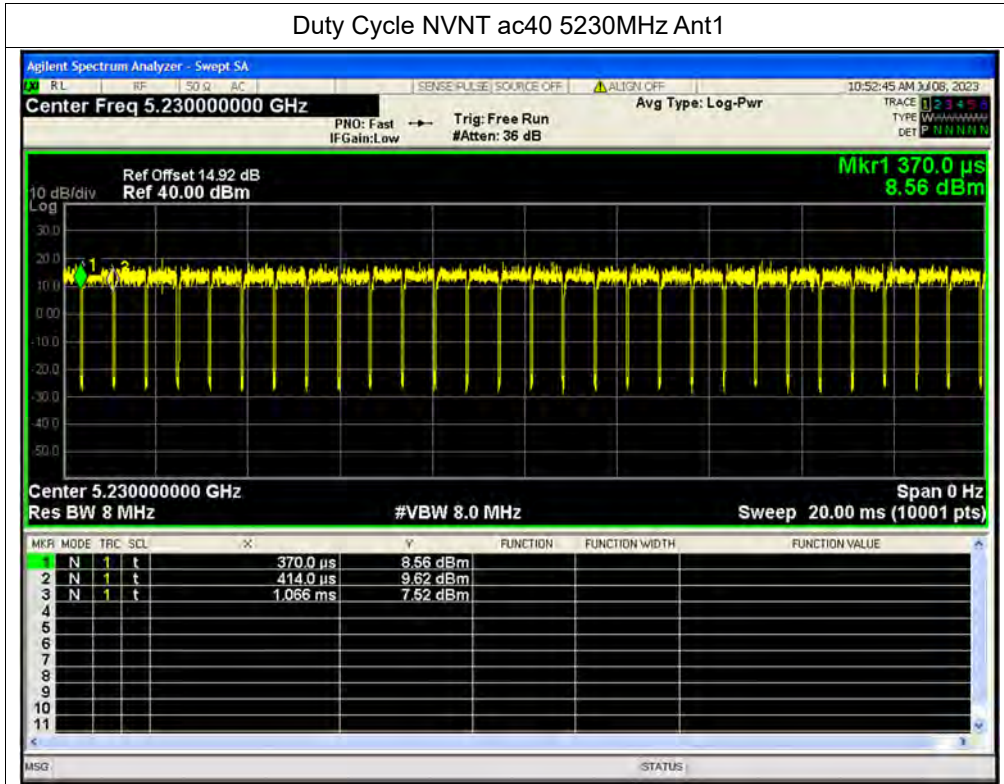 Duty Cycle NVNT ac40 5230MHz Ant1
Agilent Spectrum Analyzer - Swept SA
LXI RL RF 50 Ω AC SENSE:PULSE SOURCE OFF ALIGN OFF 10:52:45 AM Jul 08, 2023
Center Freq 5.230000000 GHz Avg Type: Log-Pwr TRACE 1 2 3 4 5 6
PNO: Fast Trig: Free Run TYPE W
IFGain:Low #Atten: 36 dB DET P N N N N N
Mkr1 370.0 µs
8.56 dBm
Ref Offset 14.92 dB
10 dB/div Ref 40.00 dBm
Log
30.0
20.0
1 2
10.0
0.00
-10.0
-20.0
-30.0
-40.0
-50.0
Center 5.230000000 GHz Span 0 Hz
Res BW 8 MHz #VBW 8.0 MHz Sweep 20.00 ms (10001 pts)
MKR MODE TRC SCL X Y FUNCTION FUNCTION WIDTH FUNCTION VALUE
1 N 1 t 370.0 µs 8.56 dBm
2 N 1 t 414.0 µs 9.62 dBm
3 N 1 t 1.066 ms 7.52 dBm
4
5
6
7
8
9
10
11
MSG STATUS